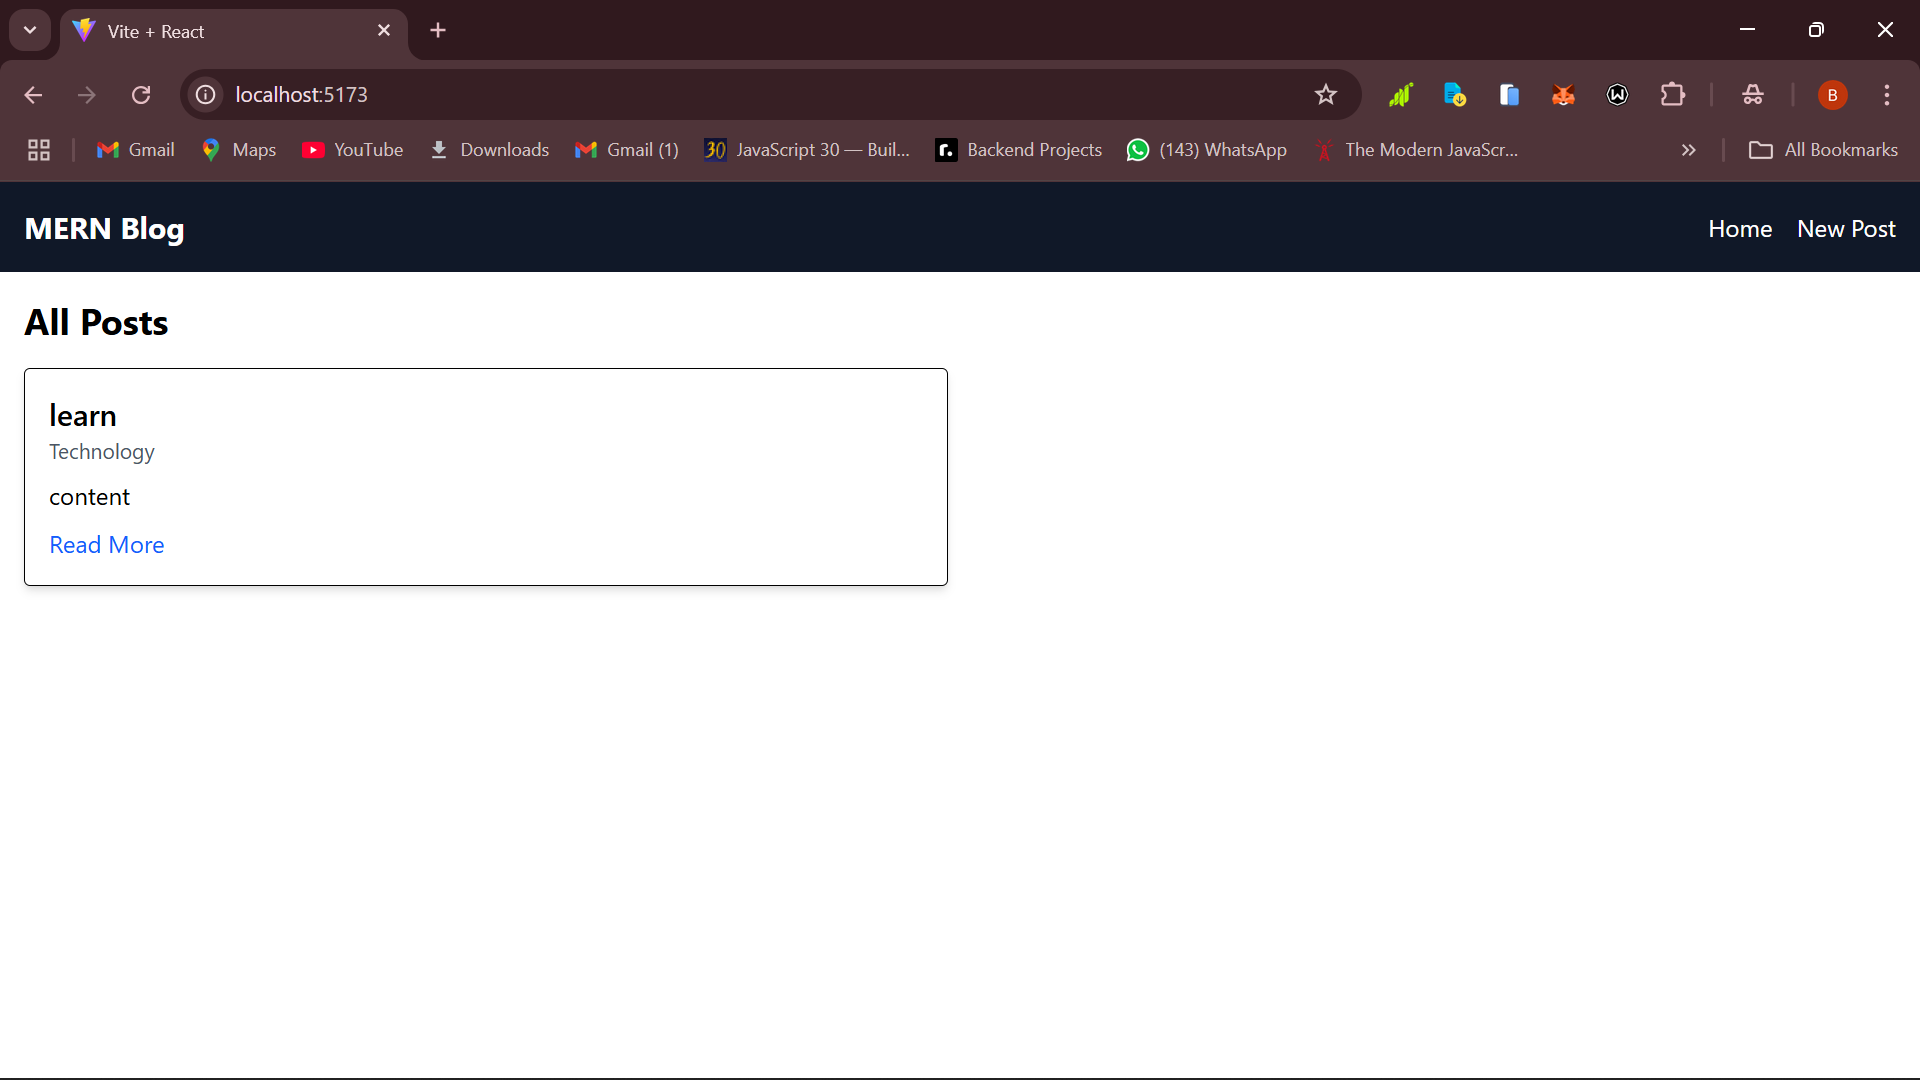 Vite + React
localhost:5173
B
Gmail
Maps
YouTube
Downloads
Gmail (1)
30 JavaScript 30 — Buil...
r. Backend Projects
(143) WhatsApp
The Modern JavaScr...
All Bookmarks
MERN Blog
Home
New Post
All Posts
learn
Technology
content
Read More